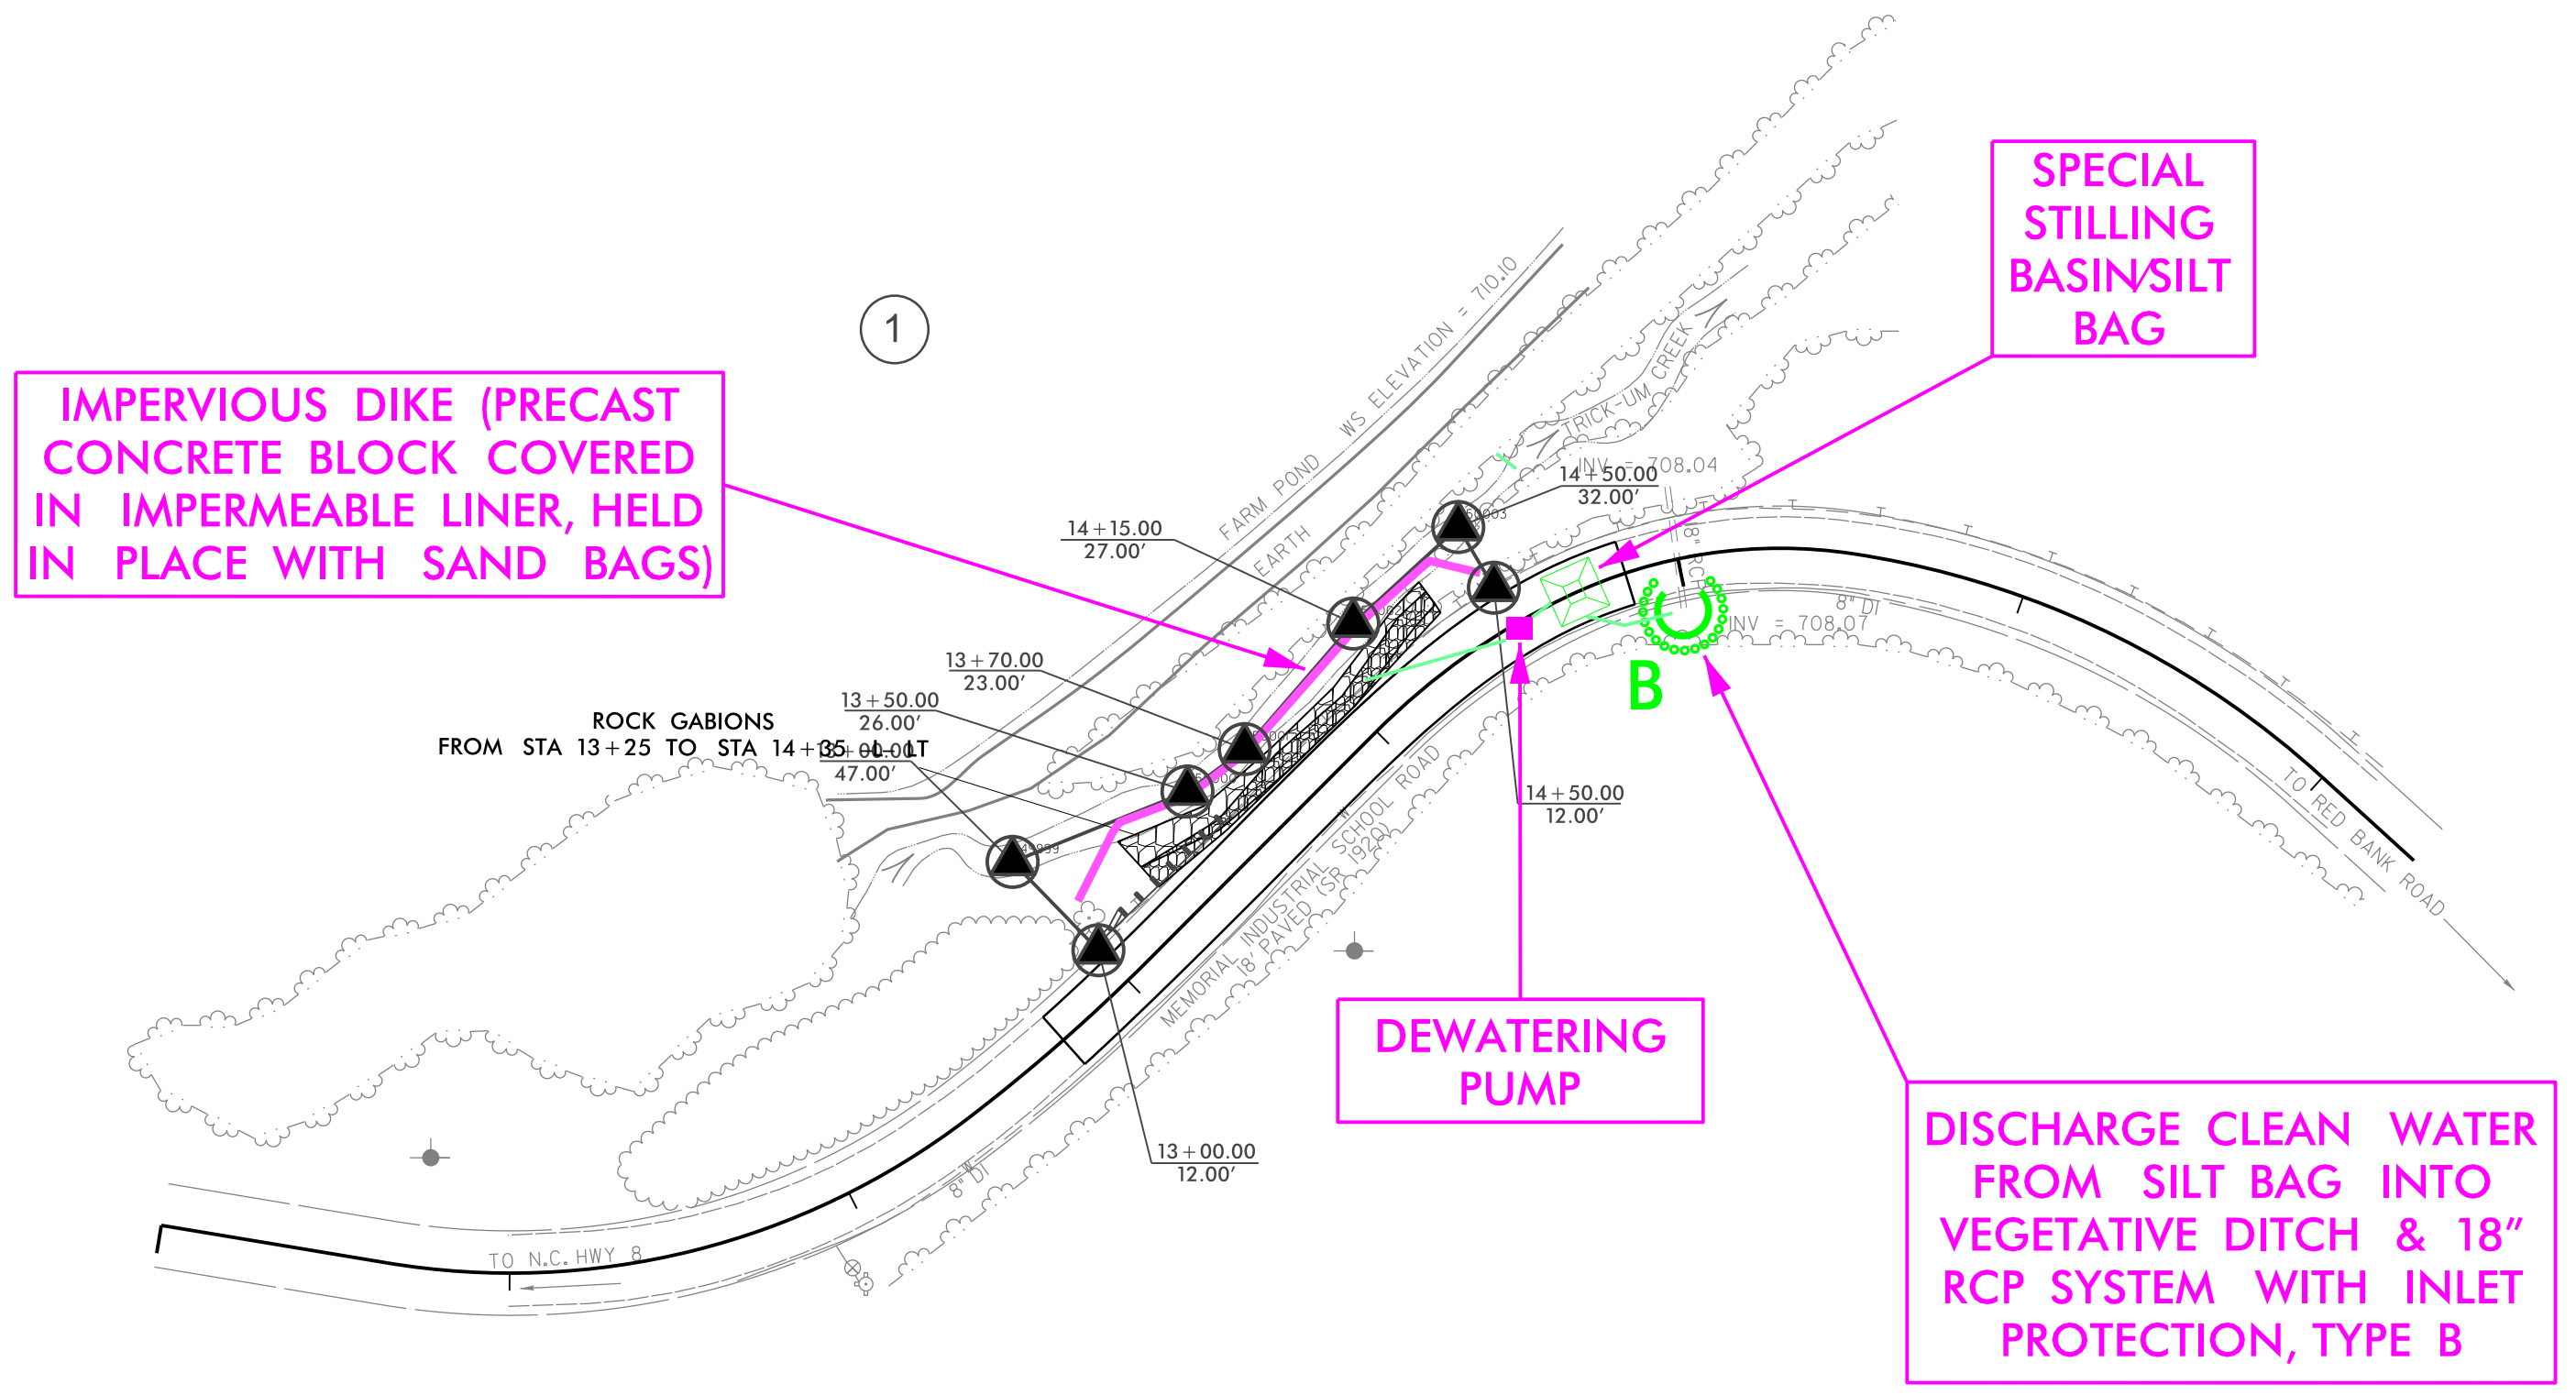 SPECIAL
STILLING
BASIN/SILT
BAG
1
IMPERVIOUS DIKE (PRECAST
CONCRETE BLOCK COVERED
IN IMPERMEABLE LINER, HELD
IN PLACE WITH SAND BAGS)
FARM POND WS ELEVATION = 710.10
EARTH
TRICK-UM CREEK
INV = 708.04
14+50.00
32.00'
14+15.00
27.00'
13+70.00
23.00'
13+50.00
26.00'
ROCK GABIONS
FROM STA 13+25 TO STA 14+35 -L- LT
13+00.00
47.00'
8" DI
INV = 708.07
B
14+50.00
12.00'
MEMORIAL INDUSTRIAL SCHOOL ROAD
18' PAVED (SR 1920)
TO RED BANK ROAD
DEWATERING
PUMP
13+00.00
12.00'
8" DI
TO N.C. HWY 8
DISCHARGE CLEAN WATER
FROM SILT BAG INTO
VEGETATIVE DITCH & 18"
RCP SYSTEM WITH INLET
PROTECTION, TYPE B